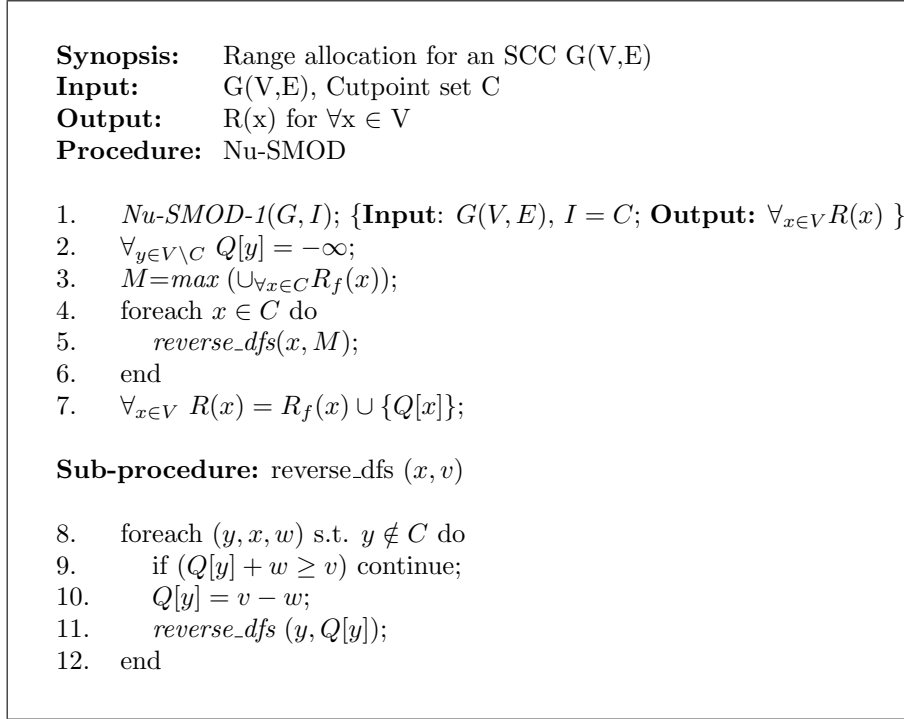 Synopsis: Range allocation for an SCC G(V,E)
Input: G(V,E), Cutpoint set C
Output: R(x) for ∀x ∈ V
Procedure: Nu-SMOD
1. Nu-SMOD-1(G, I); {Input: G(V, E), I = C; Output: ∀x∈V R(x) }
2. ∀y∈V\C Q[y] = −∞;
3. M=max (∪∀x∈C Rf(x));
4. foreach x ∈ C do
5. reverse_dfs(x, M);
6. end
7. ∀x∈V R(x) = Rf(x) ∪ {Q[x]};
Sub-procedure: reverse_dfs (x, v)
8. foreach (y, x, w) s.t. y ∉ C do
9. if (Q[y] + w ≥ v) continue;
10. Q[y] = v − w;
11. reverse_dfs (y, Q[y]);
12. end